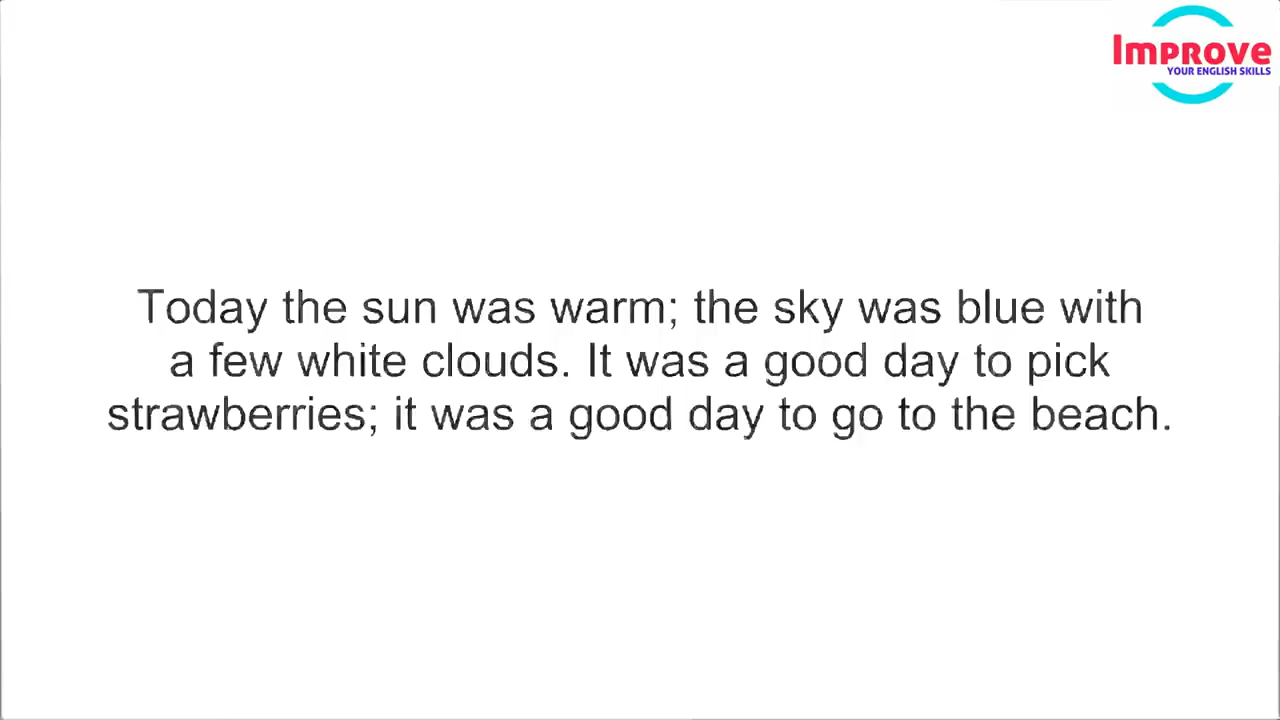 Improve
YOUR ENGLISH SKILLS
Today the sun was warm; the sky was blue with
a few white clouds. It was a good day to pick
strawberries; it was a good day to go to the beach.